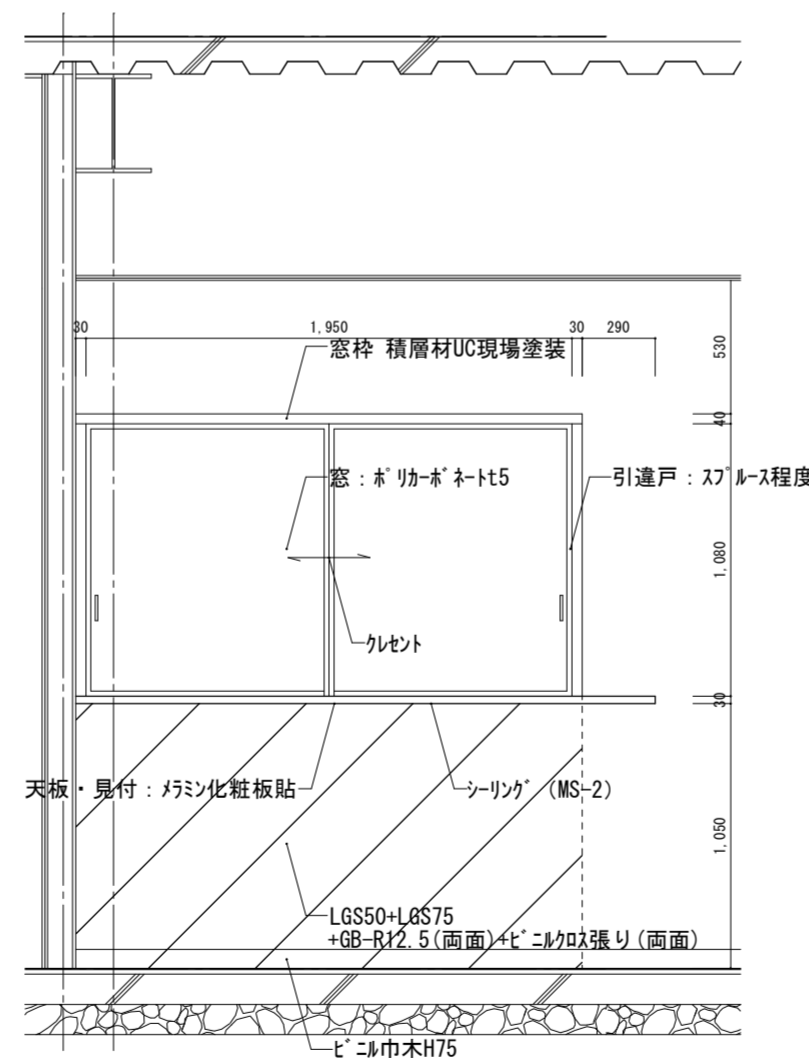 30
1,950
30
290
530
窓枠 積層材UC現場塗装
40
窓：ﾎﾟﾘｶｰﾎﾞﾈｰﾄt5
引違戸：ｽﾌﾟﾙｰｽ程度
1,080
ｸﾚｾﾝﾄ
30
天板・見付：ﾒﾗﾐﾝ化粧板貼
ｼｰﾘﾝｸﾞ (MS-2)
1,050
LGS50+LGS75
+GB-R12.5(両面)+ﾋﾞﾆﾙｸﾛｽ張り(両面)
ﾋﾞﾆﾙ巾木H75